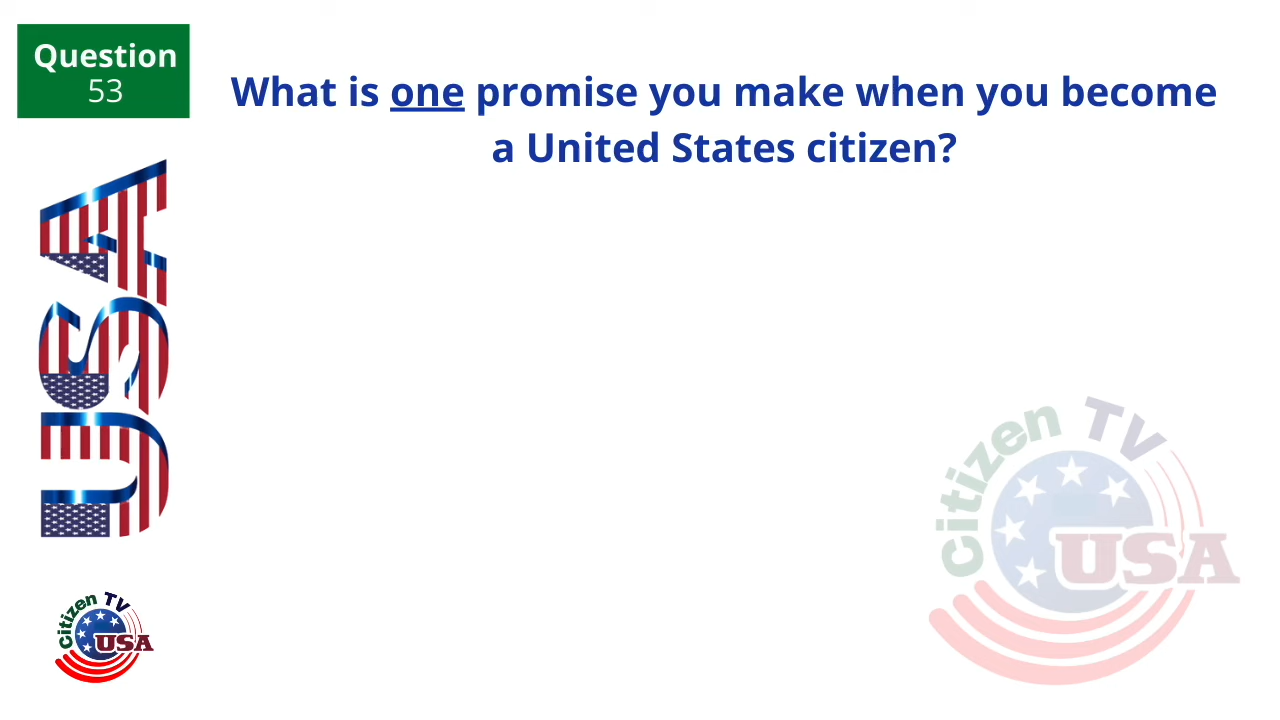 Question
53
What is one promise you make when you become
a United States citizen?
USA
Citizen TV
USA
Citizen TV
USA